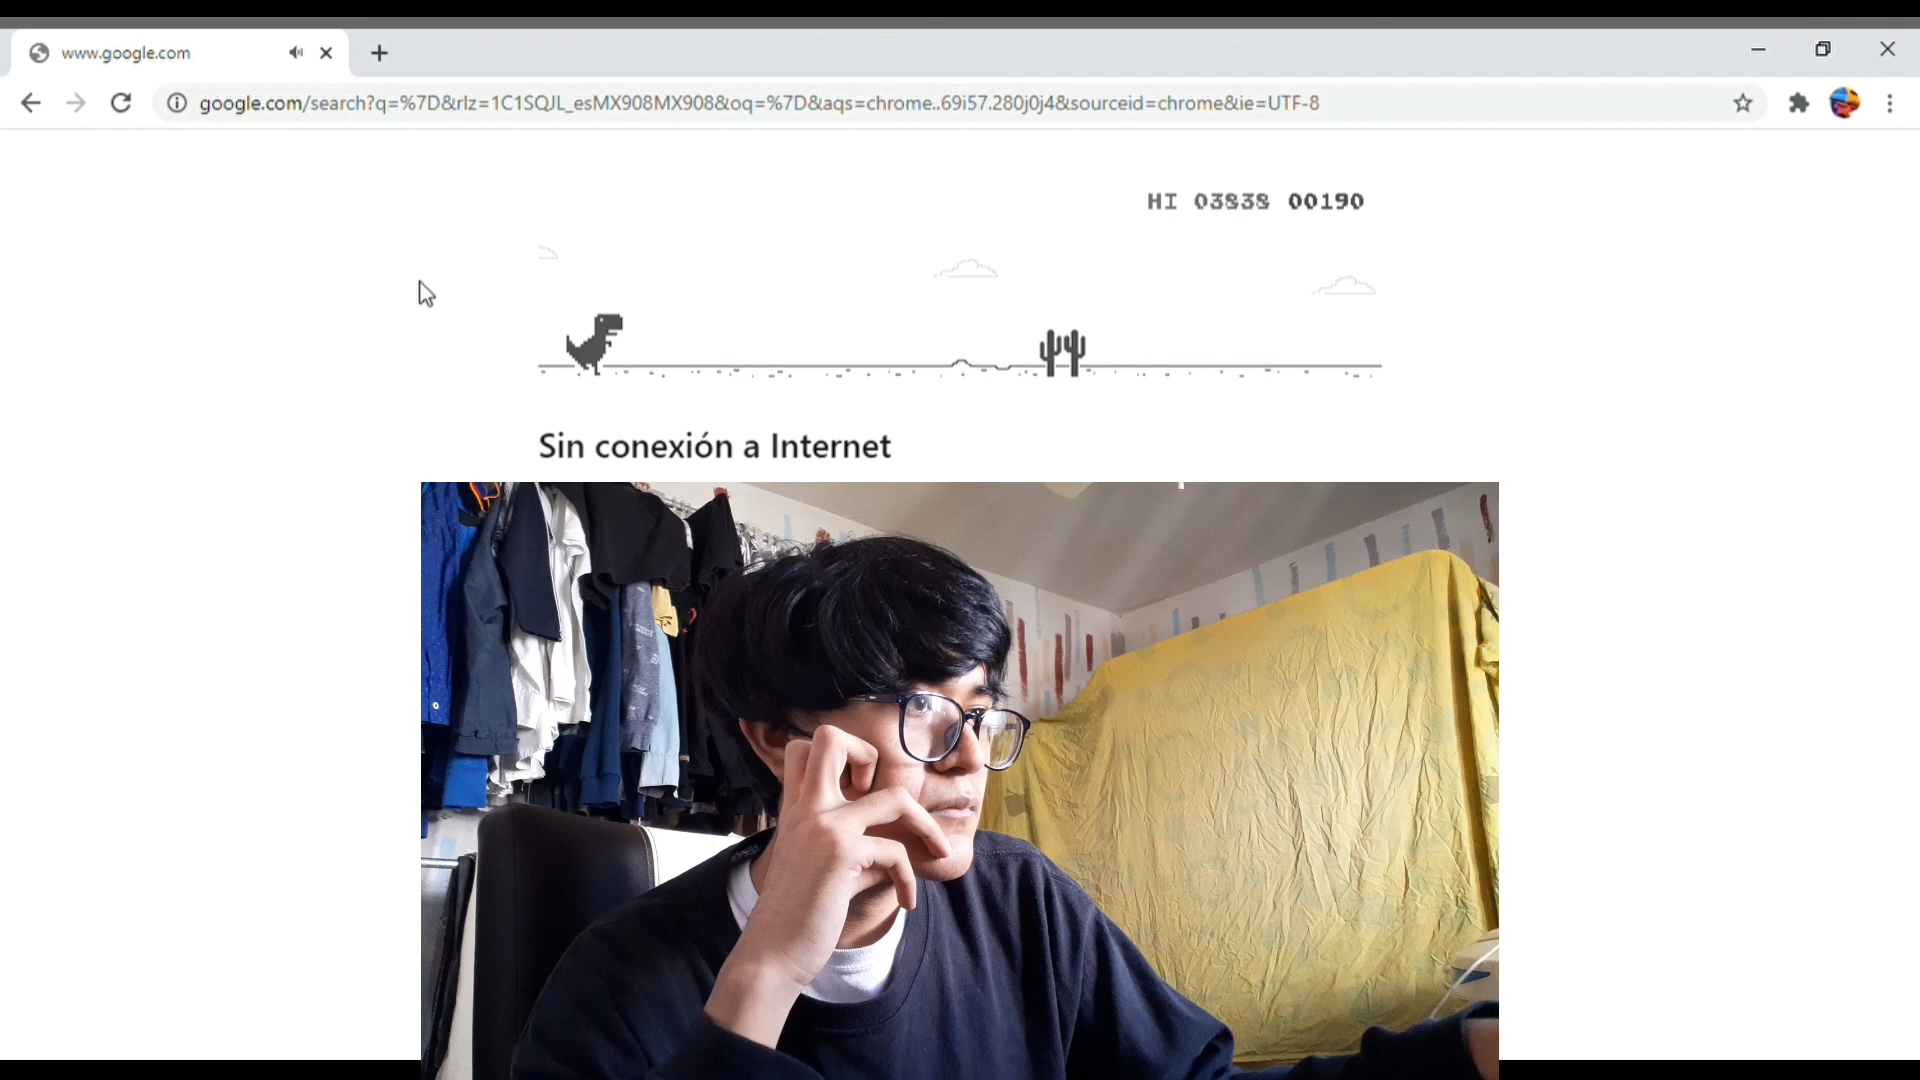 www.google.com
google.com/search?q=%7D&rlz=1C1SQJL_esMX908MX908&oq=%7D&aqs=chrome..69i57.280j0j4&sourceid=chrome&ie=UTF-8
HI 03838 00190
Sin conexión a Internet